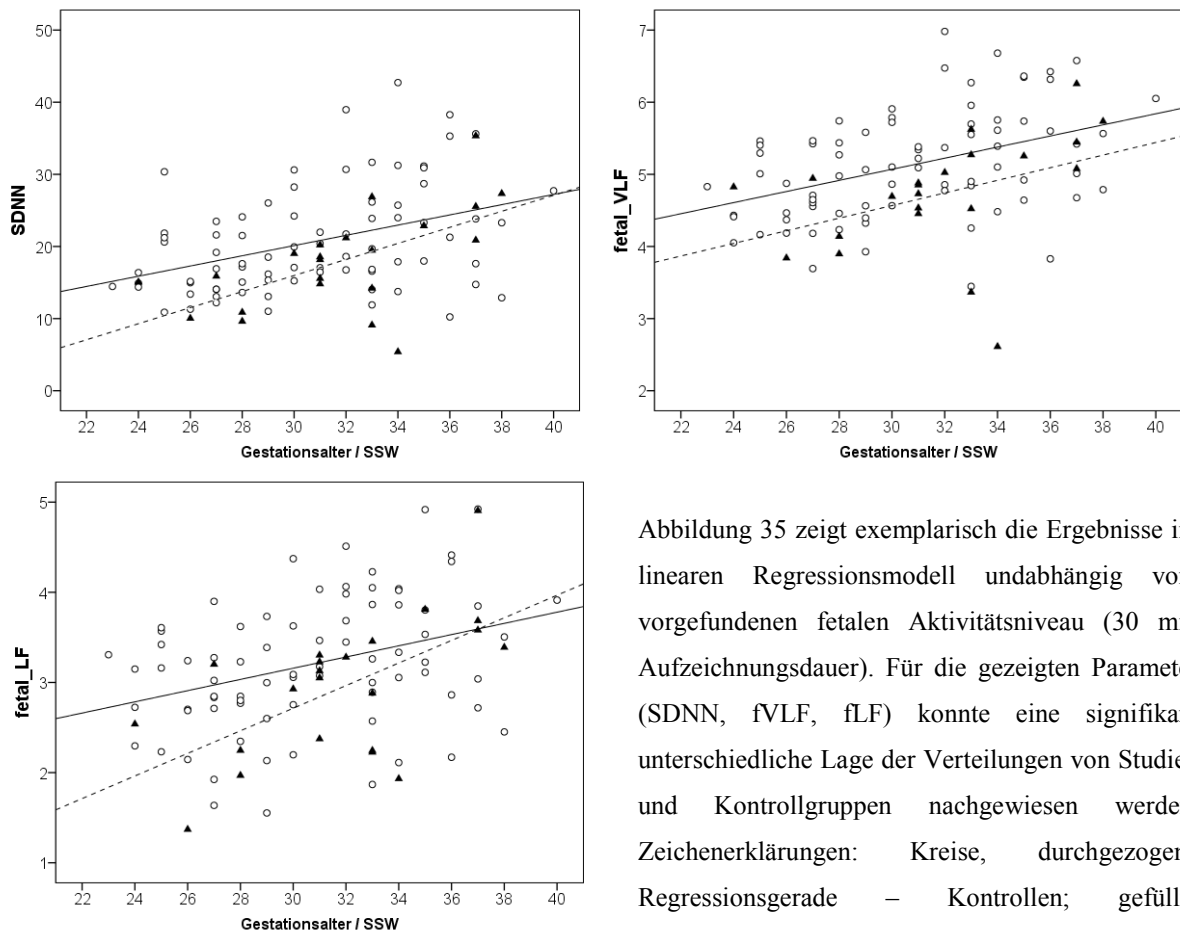 50
40
30
20
10
0
SDNN
22 24 26 28 30 32 34 36 38 40
Gestationsalter / SSW
7
6
5
4
3
2
fetal_VLF
22 24 26 28 30 32 34 36 38 40
Gestationsalter / SSW
5
4
3
2
1
fetal_LF
22 24 26 28 30 32 34 36 38 40
Gestationsalter / SSW
Abbildung 35 zeigt exemplarisch die Ergebnisse i
linearen Regressionsmodell undabhängig vo
vorgefundenen fetalen Aktivitätsniveau (30 m
Aufzeichnungsdauer). Für die gezeigten Paramete
(SDNN, fVLF, fLF) konnte eine signifika
unterschiedliche Lage der Verteilungen von Studie
und Kontrollgruppen nachgewiesen werde
Zeichenerklärungen: Kreise, durchgezogen
Regressionsgerade – Kontrollen; gefüll